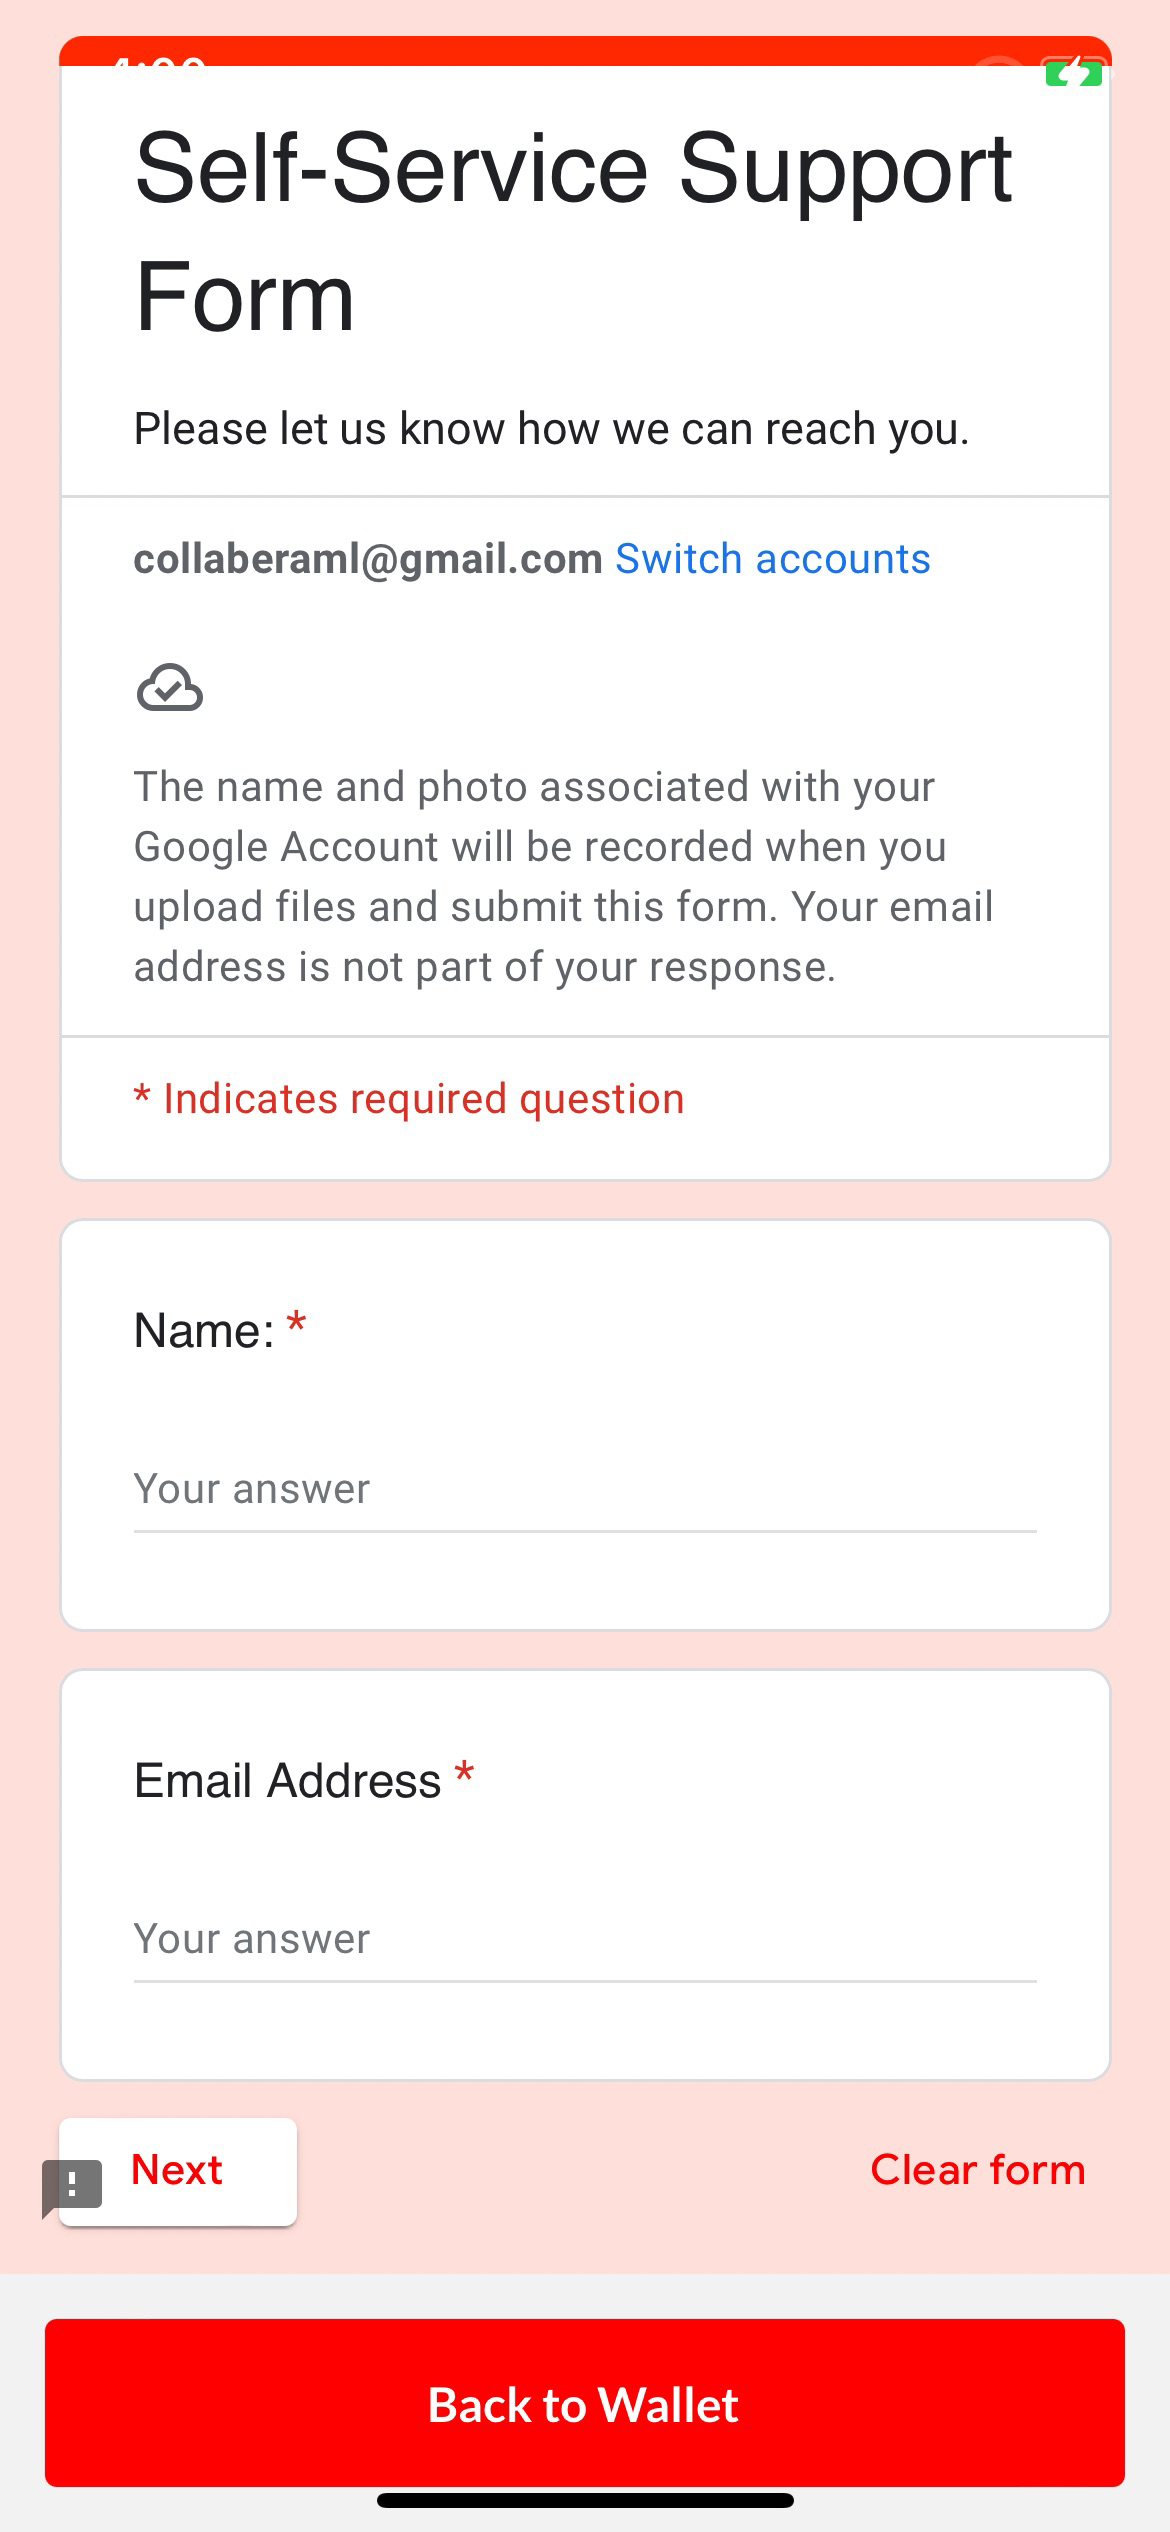 Self-Service Support
Form
Please let us know how we can reach you.
collaberaml@gmail.com Switch accounts
The name and photo associated with your
Google Account will be recorded when you
upload files and submit this form. Your email
address is not part of your response.
* Indicates required question
Name: *
Your answer
Email Address *
Your answer
Next
Clear form
Back to Wallet